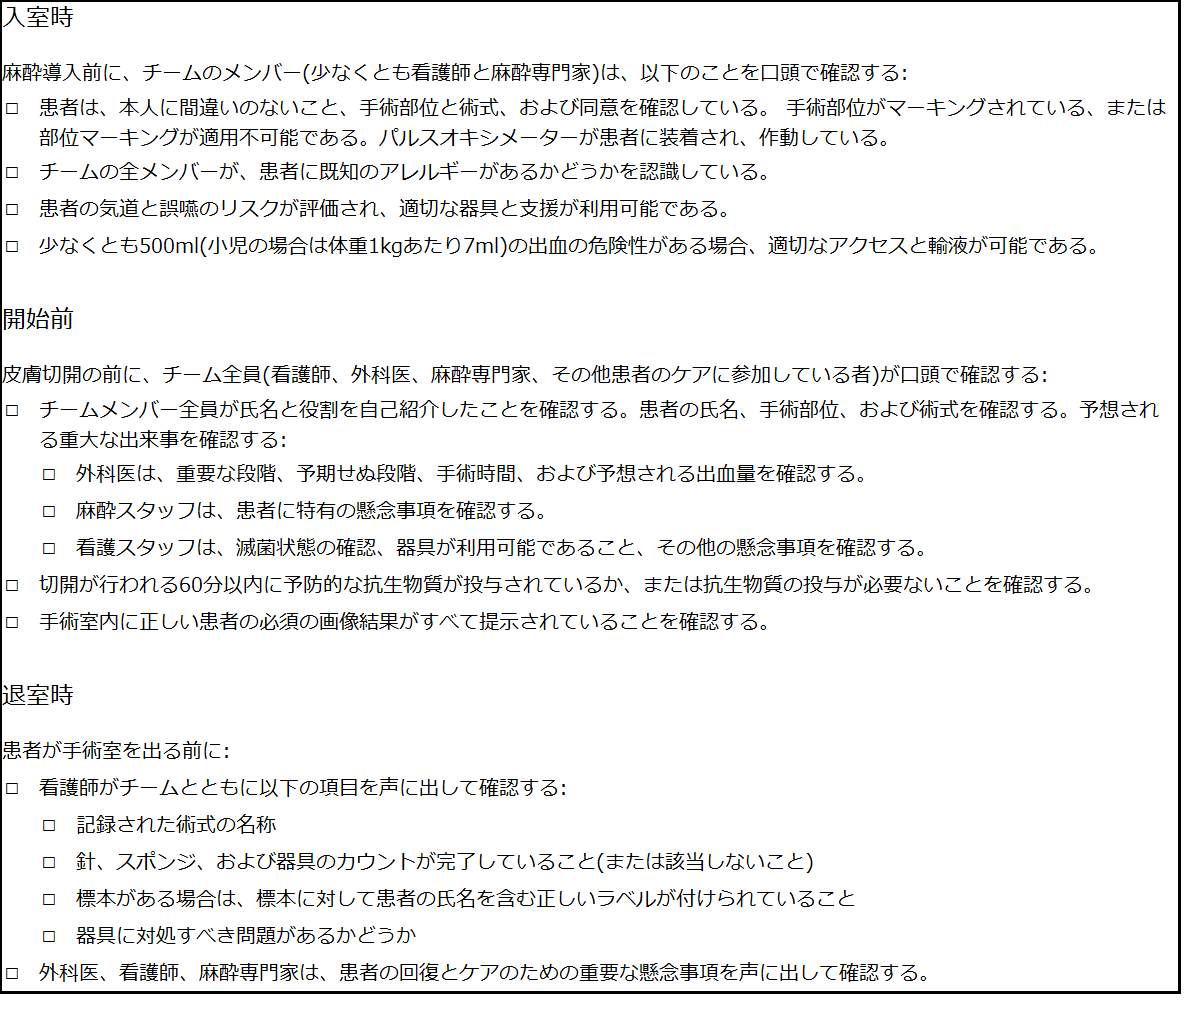 入室時
麻酔導入前に、チームのメンバー(少なくとも看護師と麻酔専門家)は、以下のことを口頭で確認する:
□ 患者は、本人に間違いのないこと、手術部位と術式、および同意を確認している。 手術部位がマーキングされている、または
部位マーキングが適用不可能である。パルスオキシメーターが患者に装着され、作動している。
□ チームの全メンバーが、患者に既知のアレルギーがあるかどうかを認識している。
□ 患者の気道と誤嚥のリスクが評価され、適切な器具と支援が利用可能である。
□ 少なくとも500ml(小児の場合は体重1kgあたり7ml)の出血の危険性がある場合、適切なアクセスと輸液が可能である。
開始前
皮膚切開の前に、チーム全員(看護師、外科医、麻酔専門家、その他患者のケアに参加している者)が口頭で確認する:
□ チームメンバー全員が氏名と役割を自己紹介したことを確認する。患者の氏名、手術部位、および術式を確認する。予想され
る重大な出来事を確認する:
□ 外科医は、重要な段階、予期せぬ段階、手術時間、および予想される出血量を確認する。
□ 麻酔スタッフは、患者に特有の懸念事項を確認する。
□ 看護スタッフは、滅菌状態の確認、器具が利用可能であること、その他の懸念事項を確認する。
□ 切開が行われる60分以内に予防的な抗生物質が投与されているか、または抗生物質の投与が必要ないことを確認する。
□ 手術室内に正しい患者の必須の画像結果がすべて提示されていることを確認する。
退室時
患者が手術室を出る前に:
□ 看護師がチームとともに以下の項目を声に出して確認する:
□ 記録された術式の名称
□ 針、スポンジ、および器具のカウントが完了していること(または該当しないこと)
□ 標本がある場合は、標本に対して患者の氏名を含む正しいラベルが付けられていること
□ 器具に対処すべき問題があるかどうか
□ 外科医、看護師、麻酔専門家は、患者の回復とケアのための重要な懸念事項を声に出して確認する。